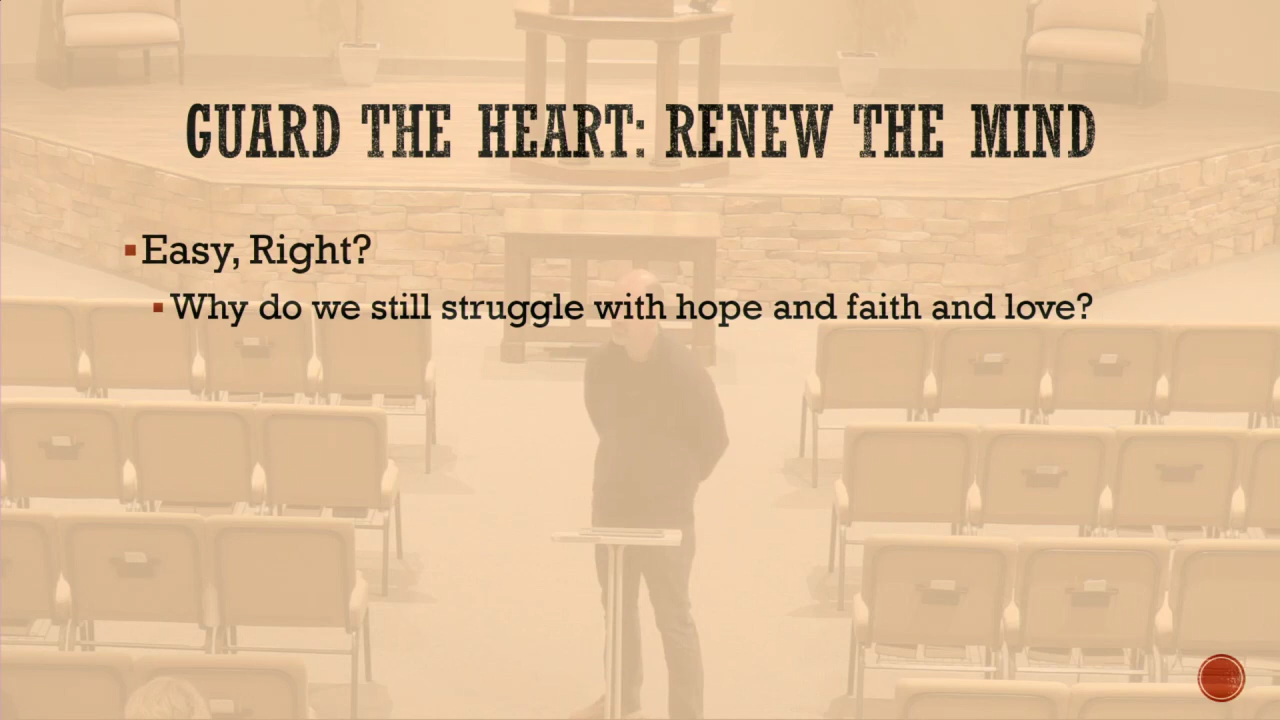 GUARD THE HEART: RENEW THE MIND
Easy, Right?
Why do we still struggle with hope and faith and love?